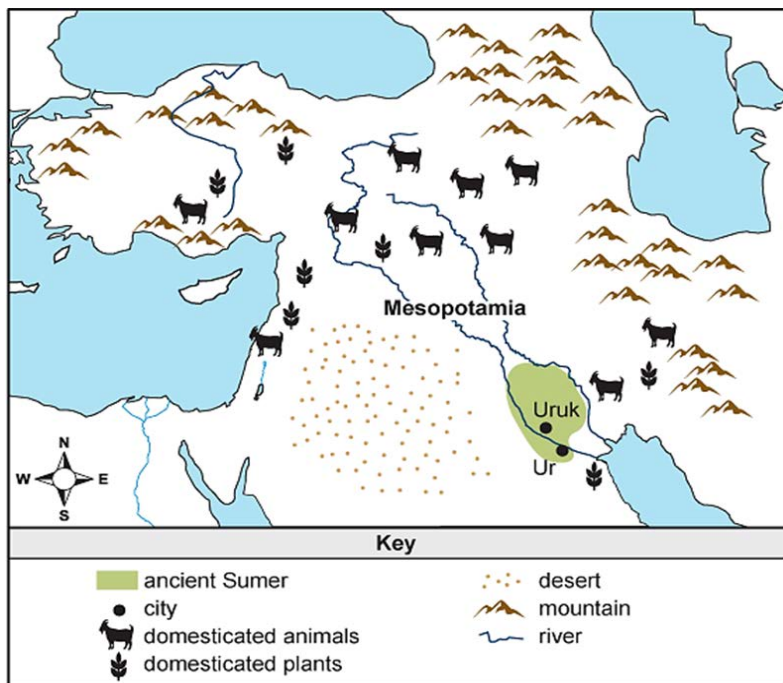 Mesopotamia
Uruk
Ur
N
W E
S
Key
ancient Sumer
city
domesticated animals
domesticated plants
desert
mountain
river